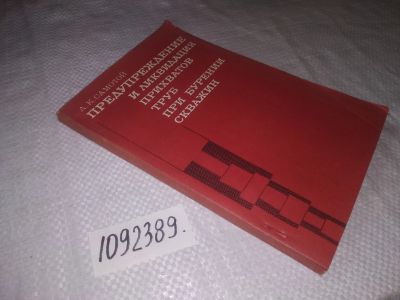 А.К. САМОТОЙ
ПРЕДУПРЕЖДЕНИЕ
И ЛИКВИДАЦИЯ
ПРИХВАТОВ
ТРУБ
ПРИ БУРЕНИИ
СКВАЖИН
1092389.